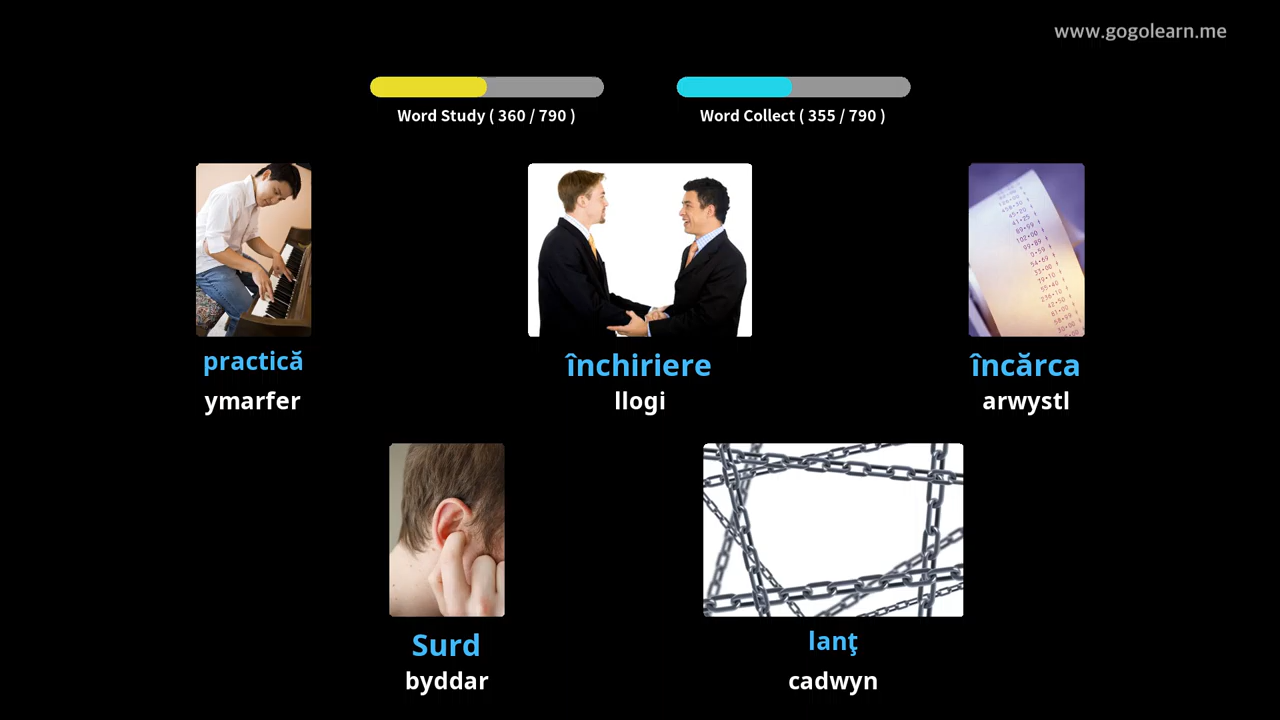 www.gogolearn.me
Word Study ( 360 / 790 )
Word Collect ( 355 / 790 )
practică
ymarfer
închiriere
llogi
încărca
arwystl
Surd
byddar
lanţ
cadwyn